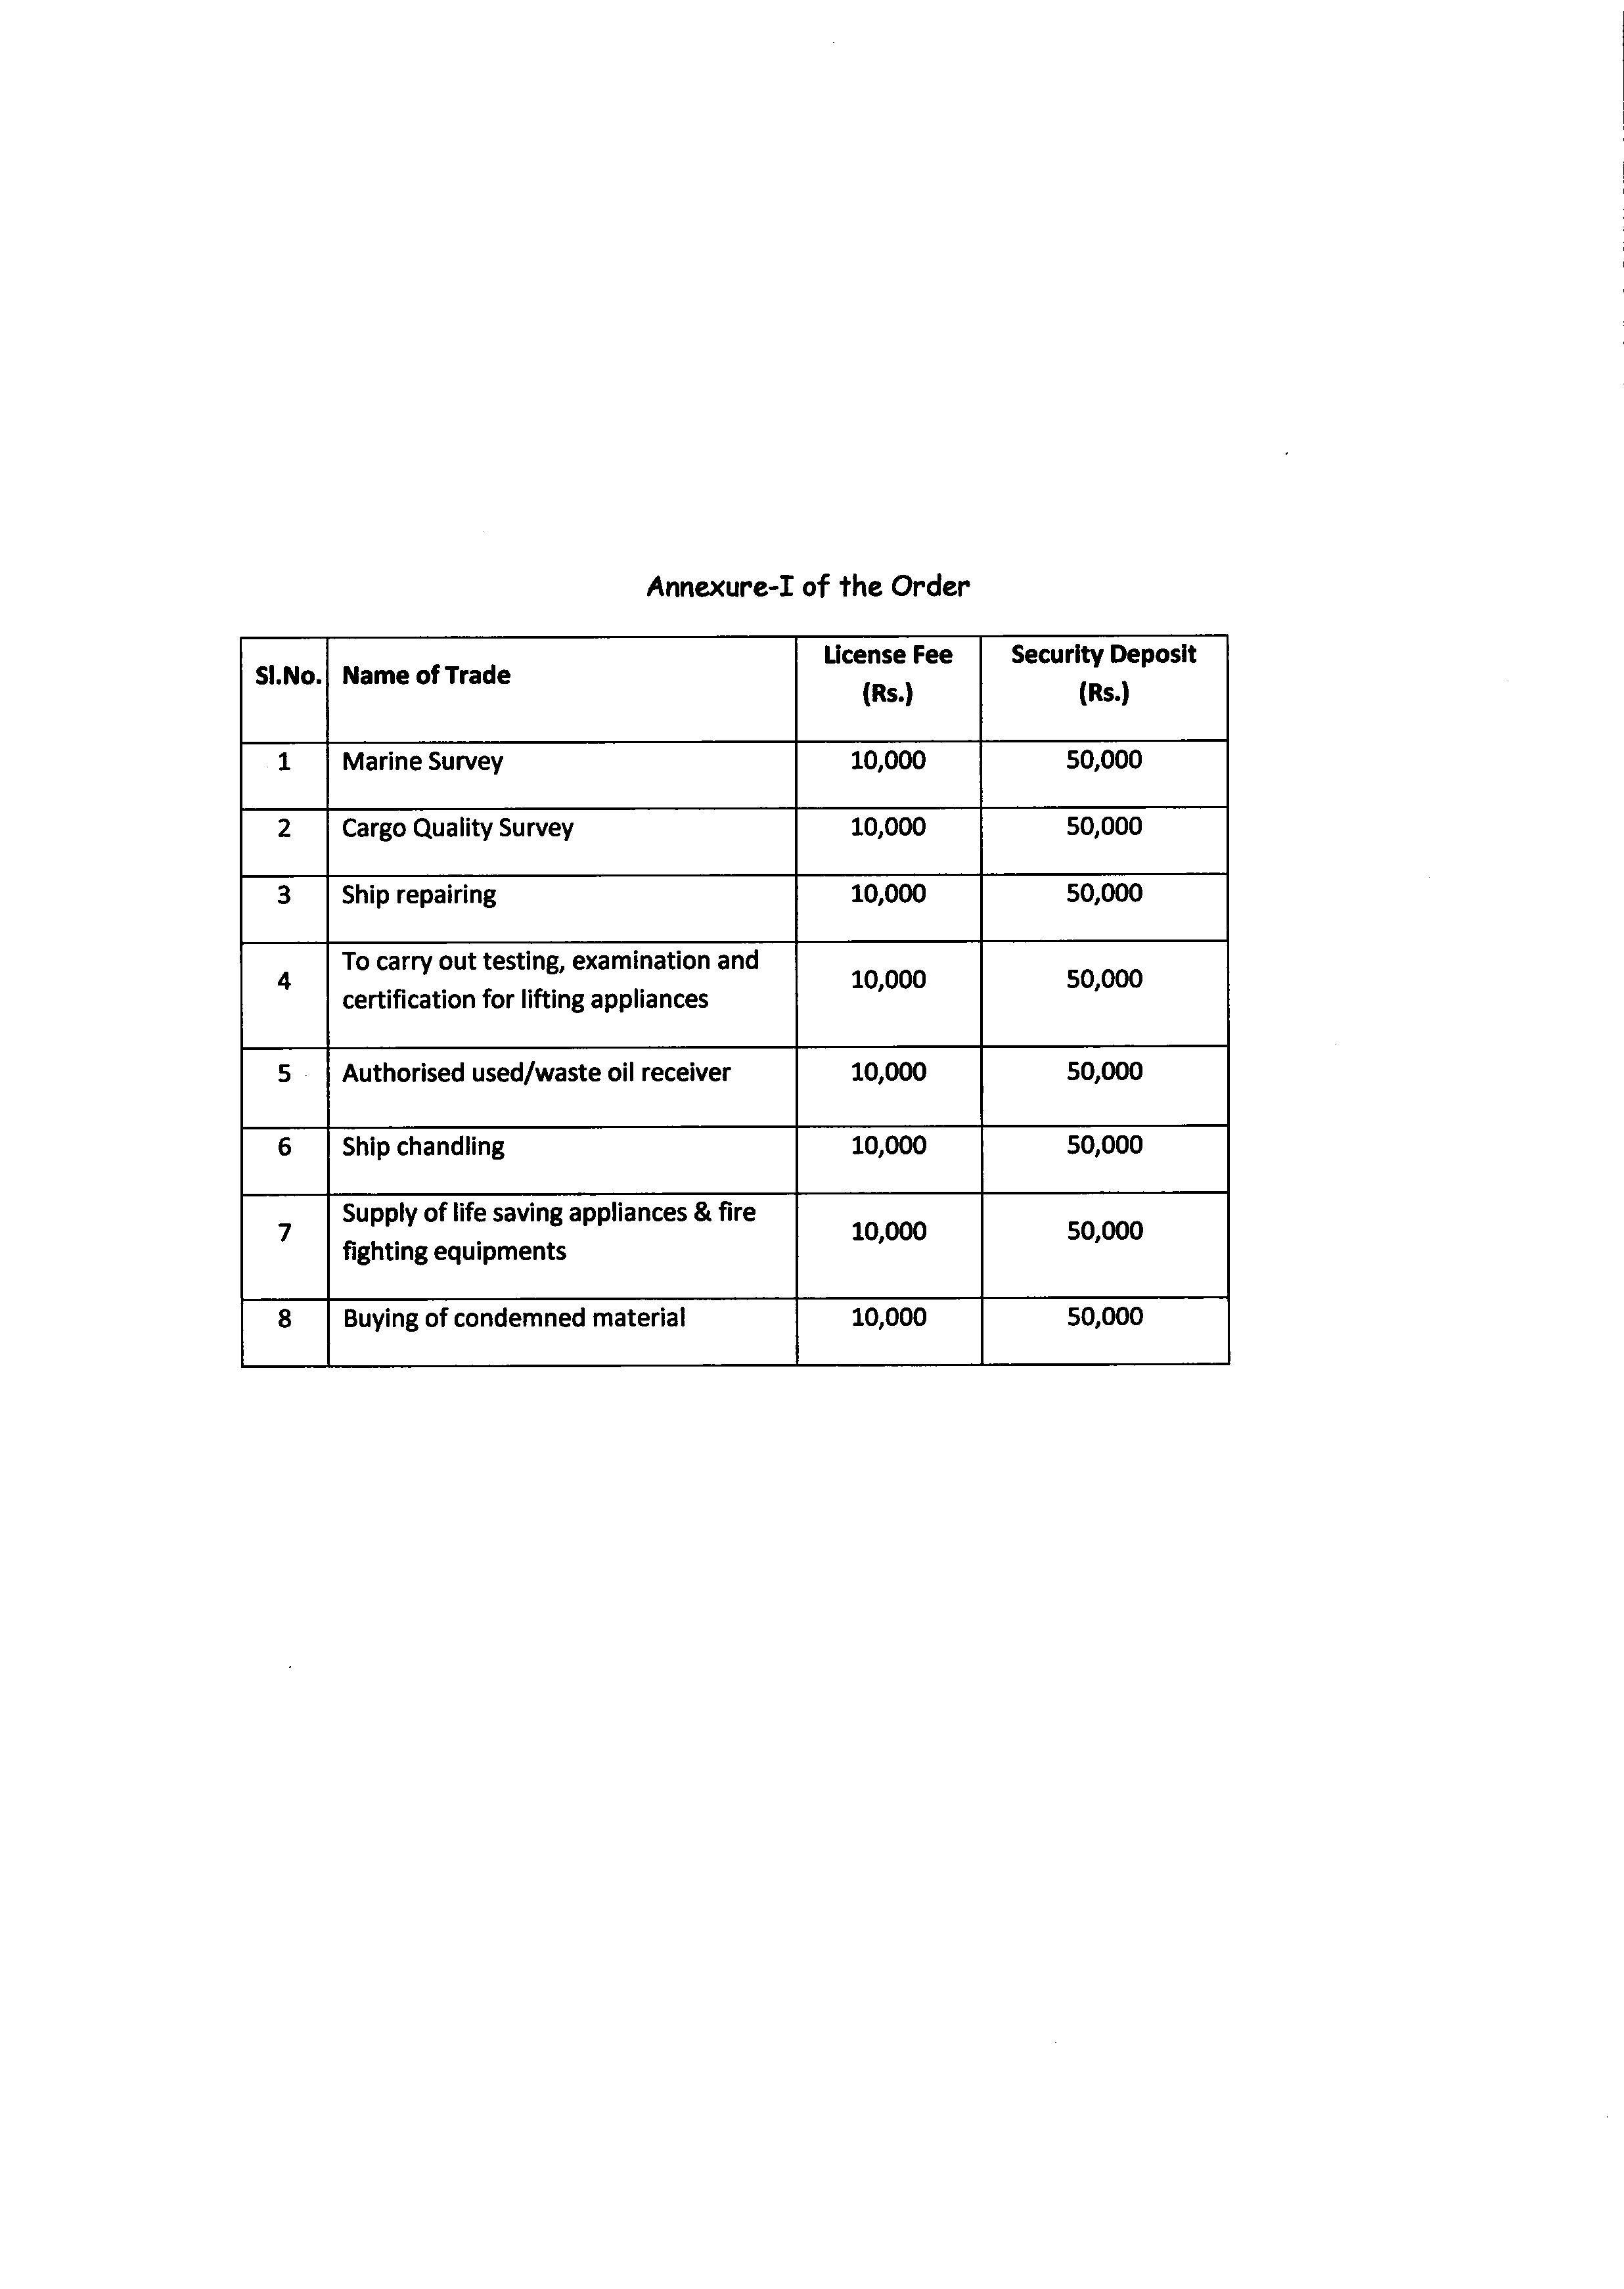 Annexure-I of the Order
Sl.No. Name of Trade License Fee (Rs.) Security Deposit (Rs.)
1 Marine Survey 10,000 50,000
2 Cargo Quality Survey 10,000 50,000
3 Ship repairing 10,000 50,000
4 To carry out testing, examination and
certification for lifting appliances 10,000 50,000
5 Authorised used/waste oil receiver 10,000 50,000
6 Ship chandling 10,000 50,000
7 Supply of life saving appliances & fire
fighting equipments 10,000 50,000
8 Buying of condemned material 10,000 50,000